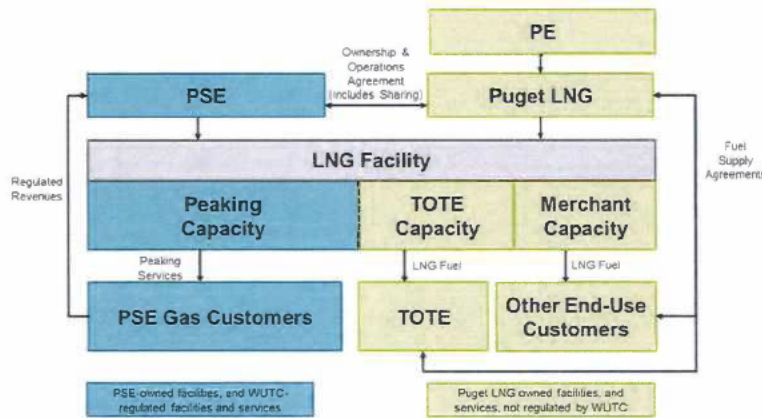 PE
Ownership &
Operations
Agreement
(Includes Sharing)
PSE
Puget LNG
LNG Facility
Regulated
Revenues
Fuel
Supply
Agreements
Peaking
Capacity
TOTE
Capacity
Merchant
Capacity
Peaking
Services
LNG Fuel
LNG Fuel
PSE Gas Customers
TOTE
Other End-Use
Customers
PSE-owned facilities, and WUTC-
regulated facilities and services
Puget LNG owned facilities, and
services, not regulated by WUTC